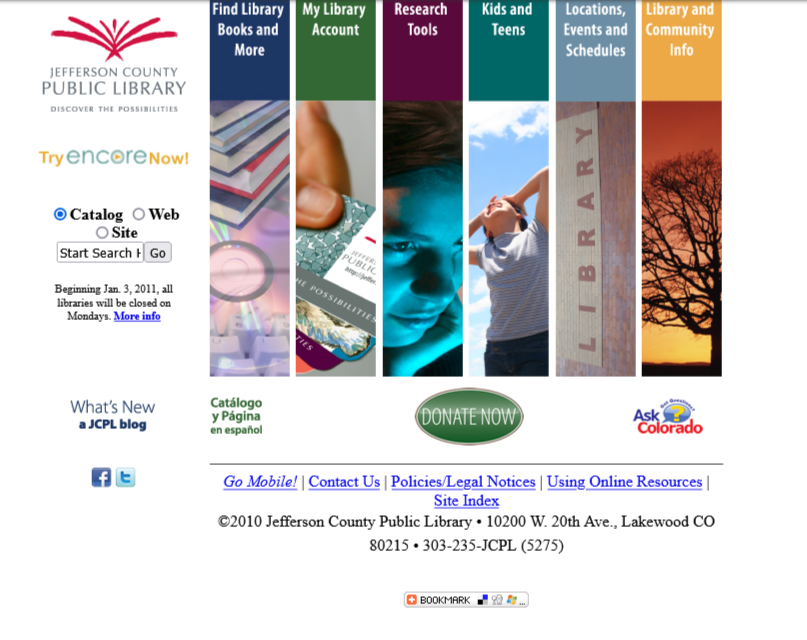 JEFFERSON COUNTY
PUBLIC LIBRARY
DISCOVER THE POSSIBILITIES
Try encore Now!
Catalog Web
Site
Start Search H Go
Beginning Jan. 3, 2011, all
libraries will be closed on
Mondays. More info
What's New
a JCPL blog
Find Library
Books and
More
My Library
Account
Research
Tools
Kids and
Teens
Locations,
Events and
Schedules
Library and
Community
Info
JEFFER
PUBLIC
http://jeffer
THE POSSIBILITIES
TIES
LIBRARY
Catálogo
y Página
en español
DONATE NOW
Got Questions?
Ask
Colorado
Go Mobile! | Contact Us | Policies/Legal Notices | Using Online Resources |
Site Index
©2010 Jefferson County Public Library • 10200 W. 20th Ave., Lakewood CO
80215 • 303-235-JCPL (5275)
BOOKMARK ...